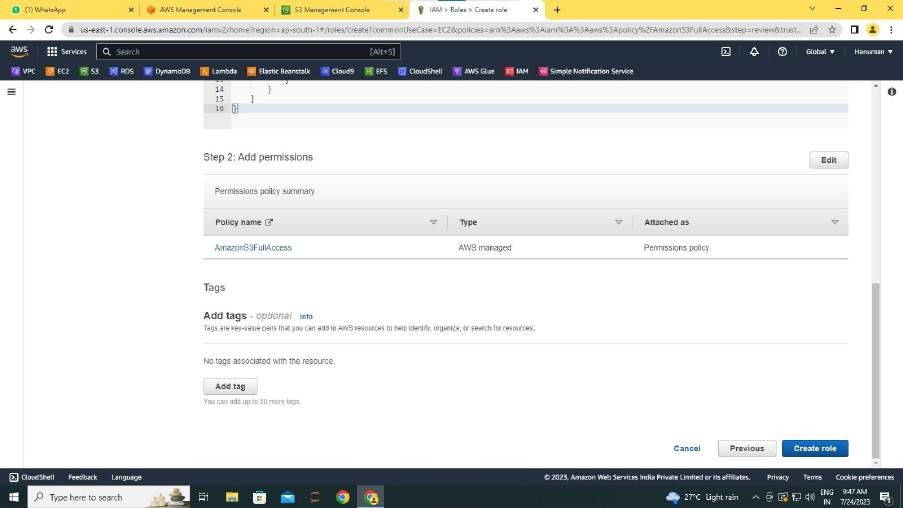 (1) WhatsApp
AWS Management Console
S3 Management Console
IAM > Roles > Create role
us-east-1.console.aws.amazon.com/iamv2/home?region=ap-south-1#/roles/create?commonUseCase=EC2&policies=arn%3Aaws%3Aiam%3A%3Aaws%3Apolicy%2FAmazonS3FullAccess&step=review&trust...
aws Services Search [Alt+S] Global Hanuman
VPC EC2 S3 RDS DynamoDB Lambda Elastic Beanstalk Cloud9 EFS CloudShell AWS Glue IAM Simple Notification Service
14 }
15 ]
16 }
Step 2: Add permissions
Edit
Permissions policy summary
Policy name Type Attached as
AmazonS3FullAccess AWS managed Permissions policy
Tags
Add tags - optional Info
Tags are key-value pairs that you can add to AWS resources to help identify, organize, or search for resources.
No tags associated with the resource.
Add tag
You can add up to 50 more tags.
Cancel Previous Create role
CloudShell Feedback Language © 2023, Amazon Web Services India Private Limited or its affiliates. Privacy Terms Cookie preferences
Type here to search 27°C Light rain ENG 9:47 AM
IN 7/24/2023